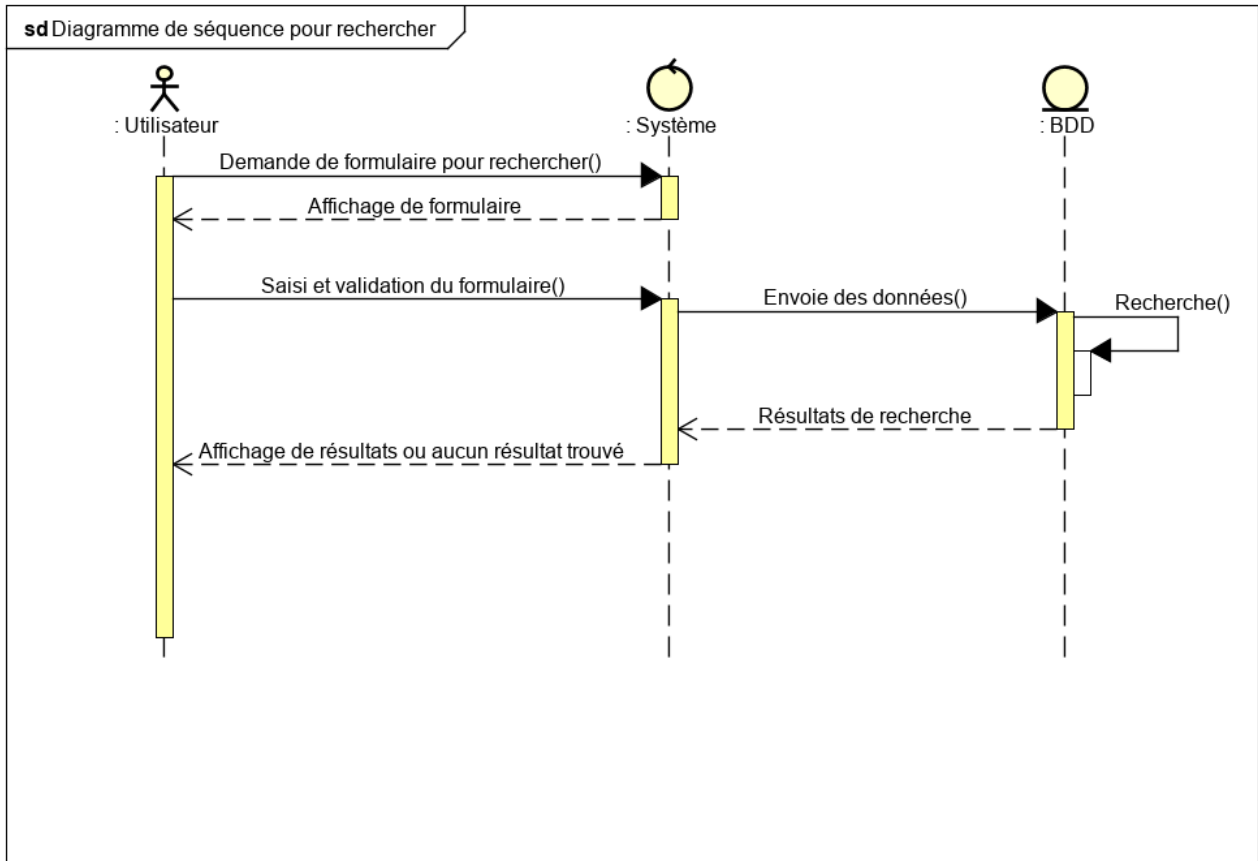 sd Diagramme de séquence pour rechercher
: Utilisateur
: Système
: BDD
Demande de formulaire pour rechercher()
Affichage de formulaire
Saisi et validation du formulaire()
Envoie des données()
Recherche()
Résultats de recherche
Affichage de résultats ou aucun résultat trouvé